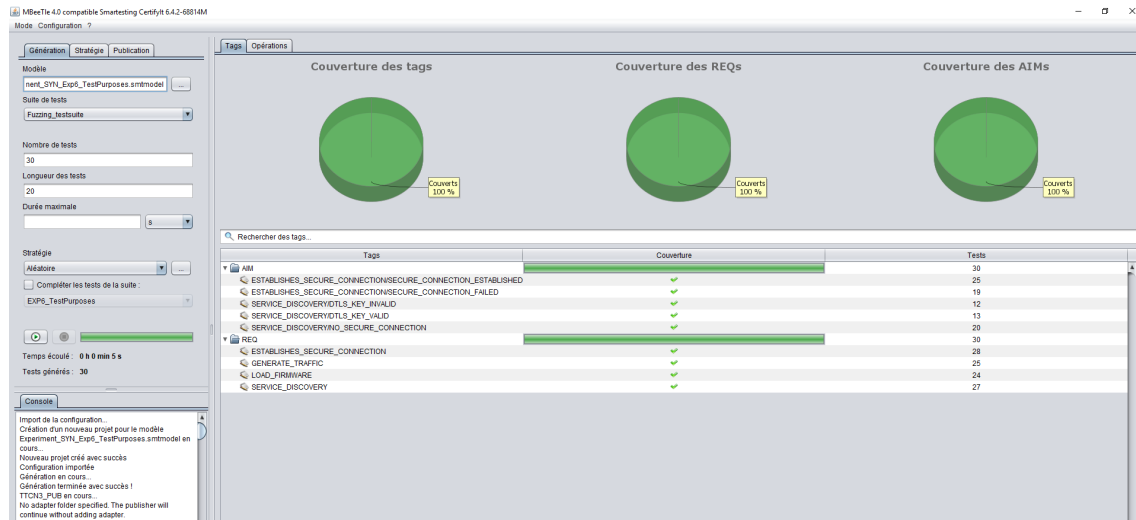 MBeeTle 4.0 compatible Smartesting CertifyIt 6.4.2-68814M
Mode Configuration ?
Génération Stratégie Publication
Modèle
nent_SYN_Exp6_TestPurposes.smtmodel ...
Suite de tests
Fuzzing_testsuite
Nombre de tests
30
Longueur des tests
20
Durée maximale
s
Stratégie
Aléatoire ...
Compléter les tests de la suite :
EXP6_TestPurposes
Temps écoulé : 0 h 0 min 5 s
Tests générés : 30
Console
Import de la configuration...
Création d'un nouveau projet pour le modèle
Experiment_SYN_Exp6_TestPurposes.smtmodel en
cours...
Nouveau projet créé avec succès
Configuration importée
Génération en cours...
Génération terminée avec succès !
TTCN3_PUB en cours...
No adapter folder specified. The publisher will
continue without adding adapter.
Tags Opérations
Couverture des tags Couverture des REQs Couverture des AIMs
Couverts
100 %
Couverts
100 %
Couverts
100 %
Rechercher des tags...
Tags Couverture Tests
AIM 30
ESTABLISHES_SECURE_CONNECTION/SECURE_CONNECTION_ESTABLISHED 25
ESTABLISHES_SECURE_CONNECTION/SECURE_CONNECTION_FAILED 19
SERVICE_DISCOVERY/DTLS_KEY_INVALID 12
SERVICE_DISCOVERY/DTLS_KEY_VALID 13
SERVICE_DISCOVERY/NO_SECURE_CONNECTION 20
REQ 30
ESTABLISHES_SECURE_CONNECTION 28
GENERATE_TRAFFIC 25
LOAD_FIRMWARE 24
SERVICE_DISCOVERY 27